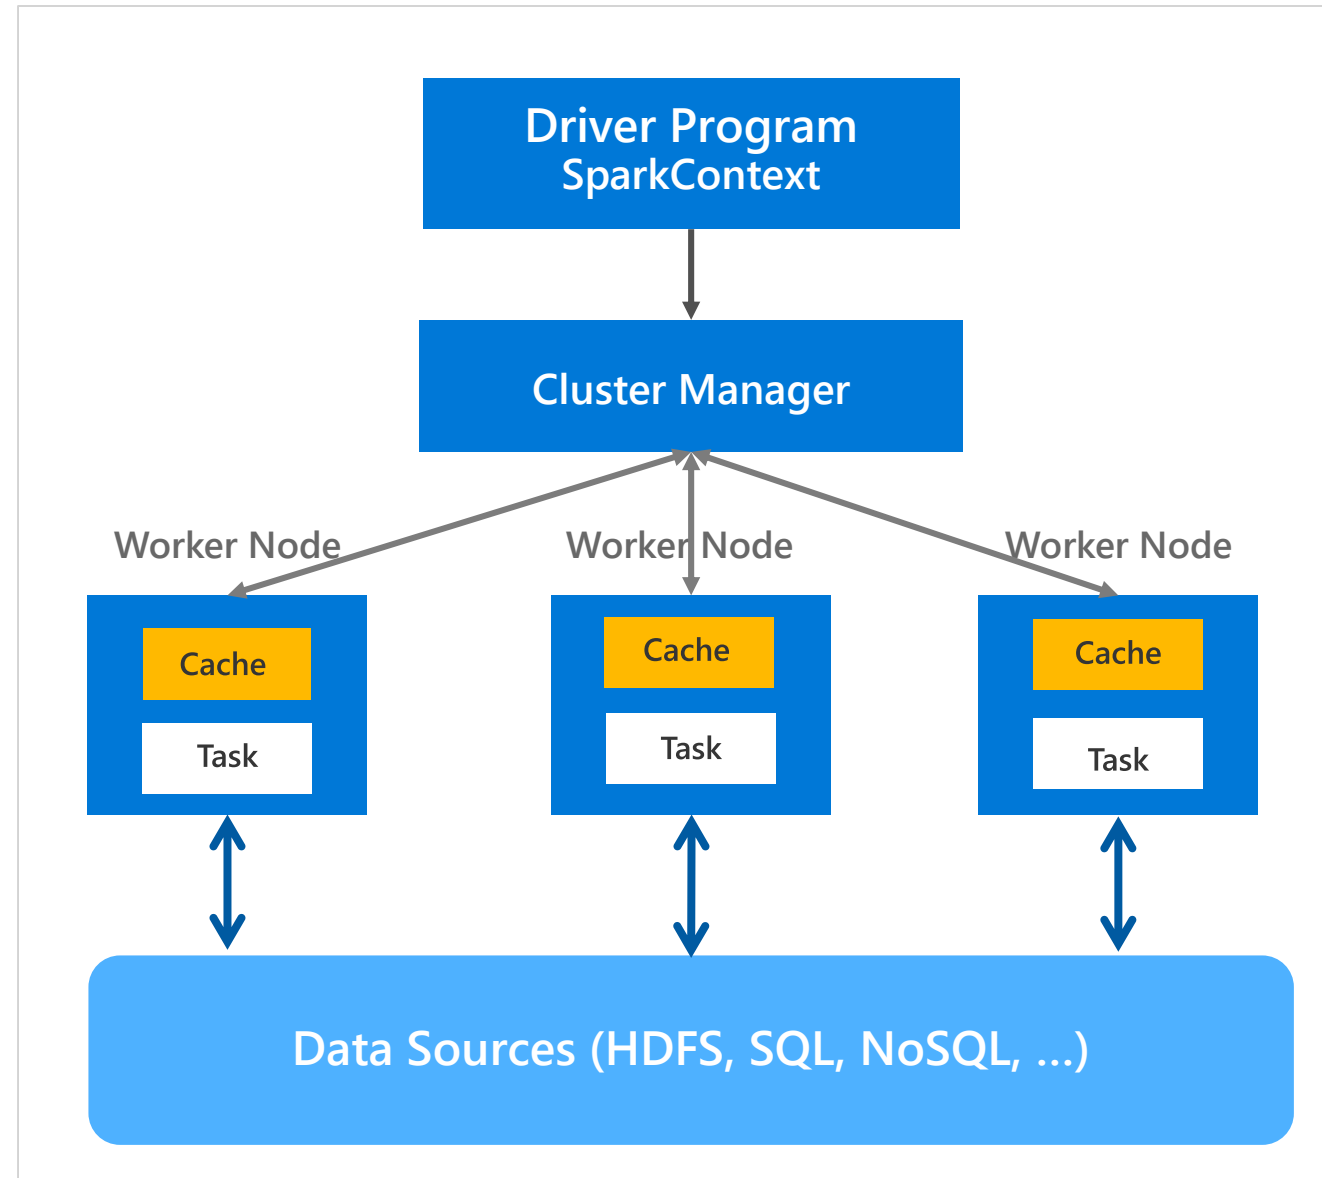 Driver Program
SparkContext
Cluster Manager
Worker Node
Worker Node
Worker Node
Cache
Cache
Cache
Task
Task
Task
Data Sources (HDFS, SQL, NoSQL, ...)